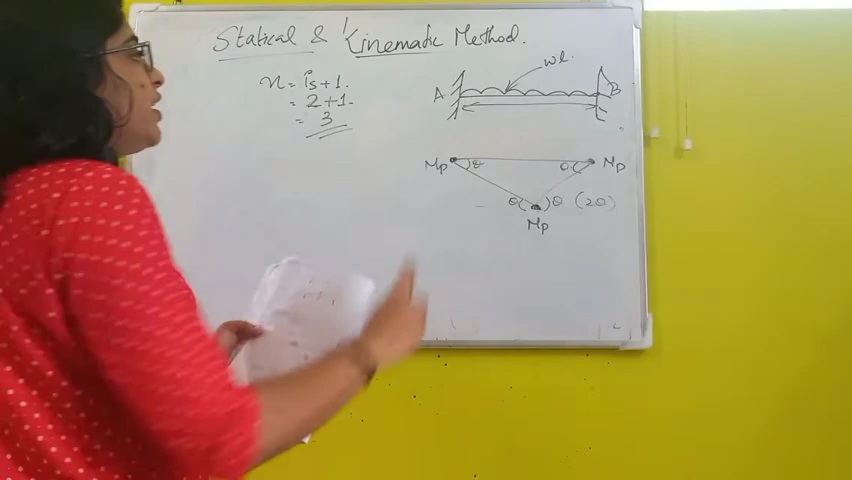 Statical & Kinematic Method.
n = is + 1.
= 2 + 1.
= 3
wl.
A
B
Mp θ
θ Mp
θ θ (2θ)
Mp